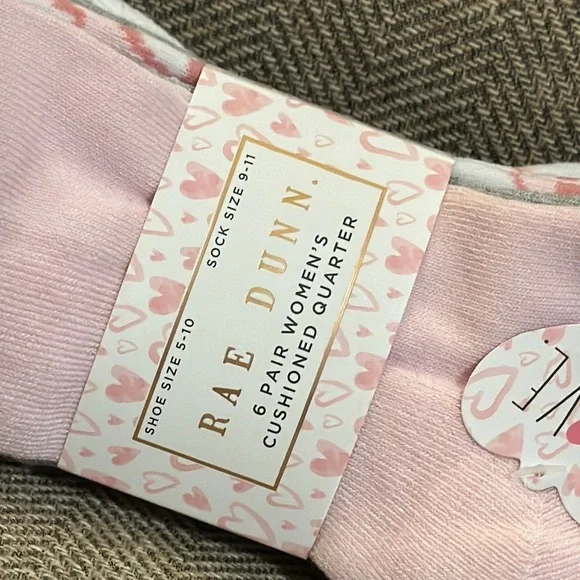 SHOE SIZE 5-10
SOCK SIZE 9-11
RAE DUNN.
6 PAIR WOMEN'S
CUSHIONED QUARTER